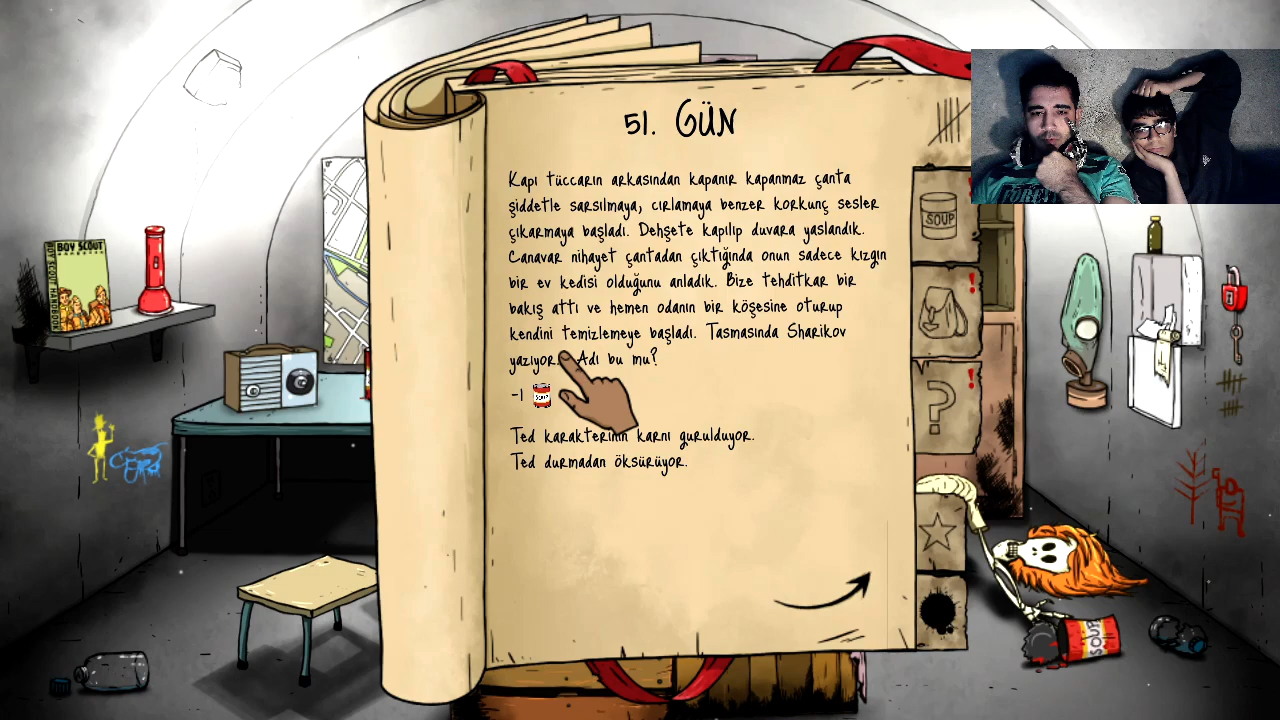 51. GÜN
Kapı tüccarın arkasından kapanır kapanmaz çanta
şiddetle sarsılmaya, cırlamaya benzer korkunç sesler
çıkarmaya başladı. Dehşete kapılıp duvara yaslandık.
Canavar nihayet çantadan çıktığında onun sadece kızgın
bir ev kedisi olduğunu anladık. Bize tehditkar bir
bakış attı ve hemen odanın bir köşesine oturup
kendini temizlemeye başladı. Tasmasında Sharikov
yazıyor. Adı bu mu?
-1
Ted karakterinin karnı gurulduyor.
Ted durmadan öksürüyor.
SOUP
BOY SCOUT
SOUP